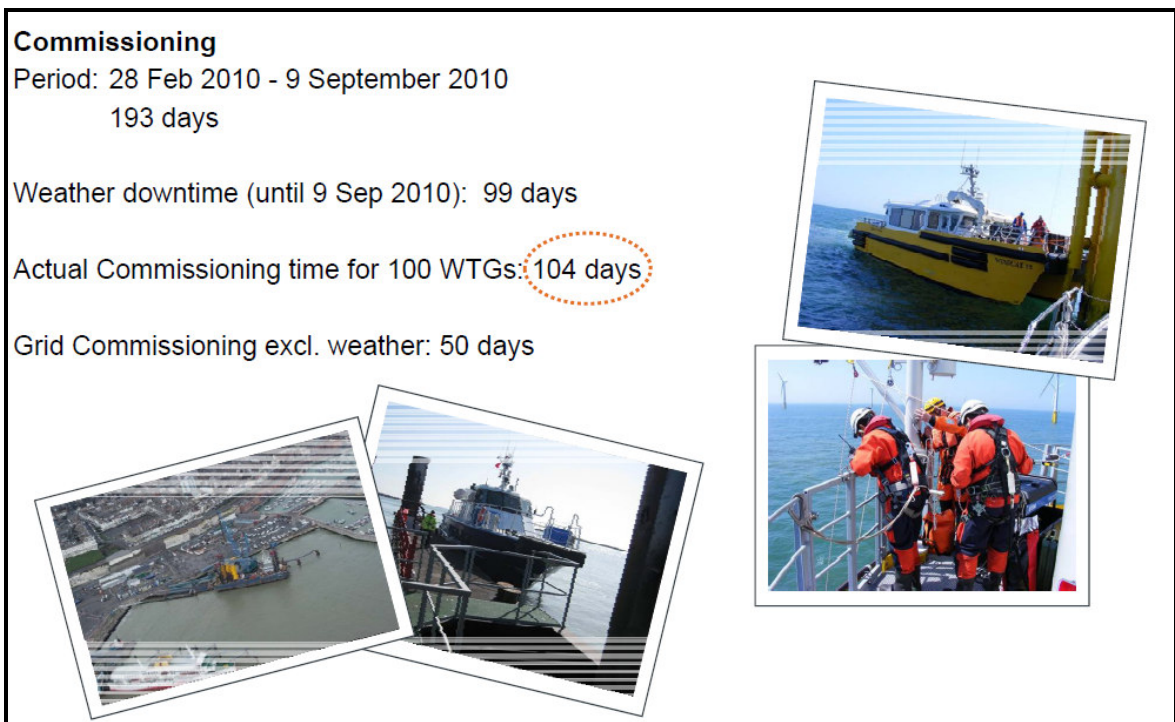 Commissioning
Period: 28 Feb 2010 - 9 September 2010
193 days
Weather downtime (until 9 Sep 2010): 99 days
Actual Commissioning time for 100 WTGs: 104 days
Grid Commissioning excl. weather: 50 days